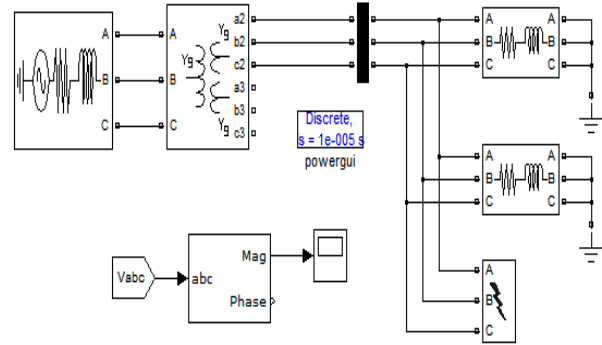 A
B
C
A
B
C
Yg
Yg
Yg
a2
b2
c2
a3
b3
c3
Discrete,
s = 1e-005 s
powergui
A
B
C
A
B
C
A
B
C
A
B
C
A
B
C
Vabc
abc
Mag
Phase